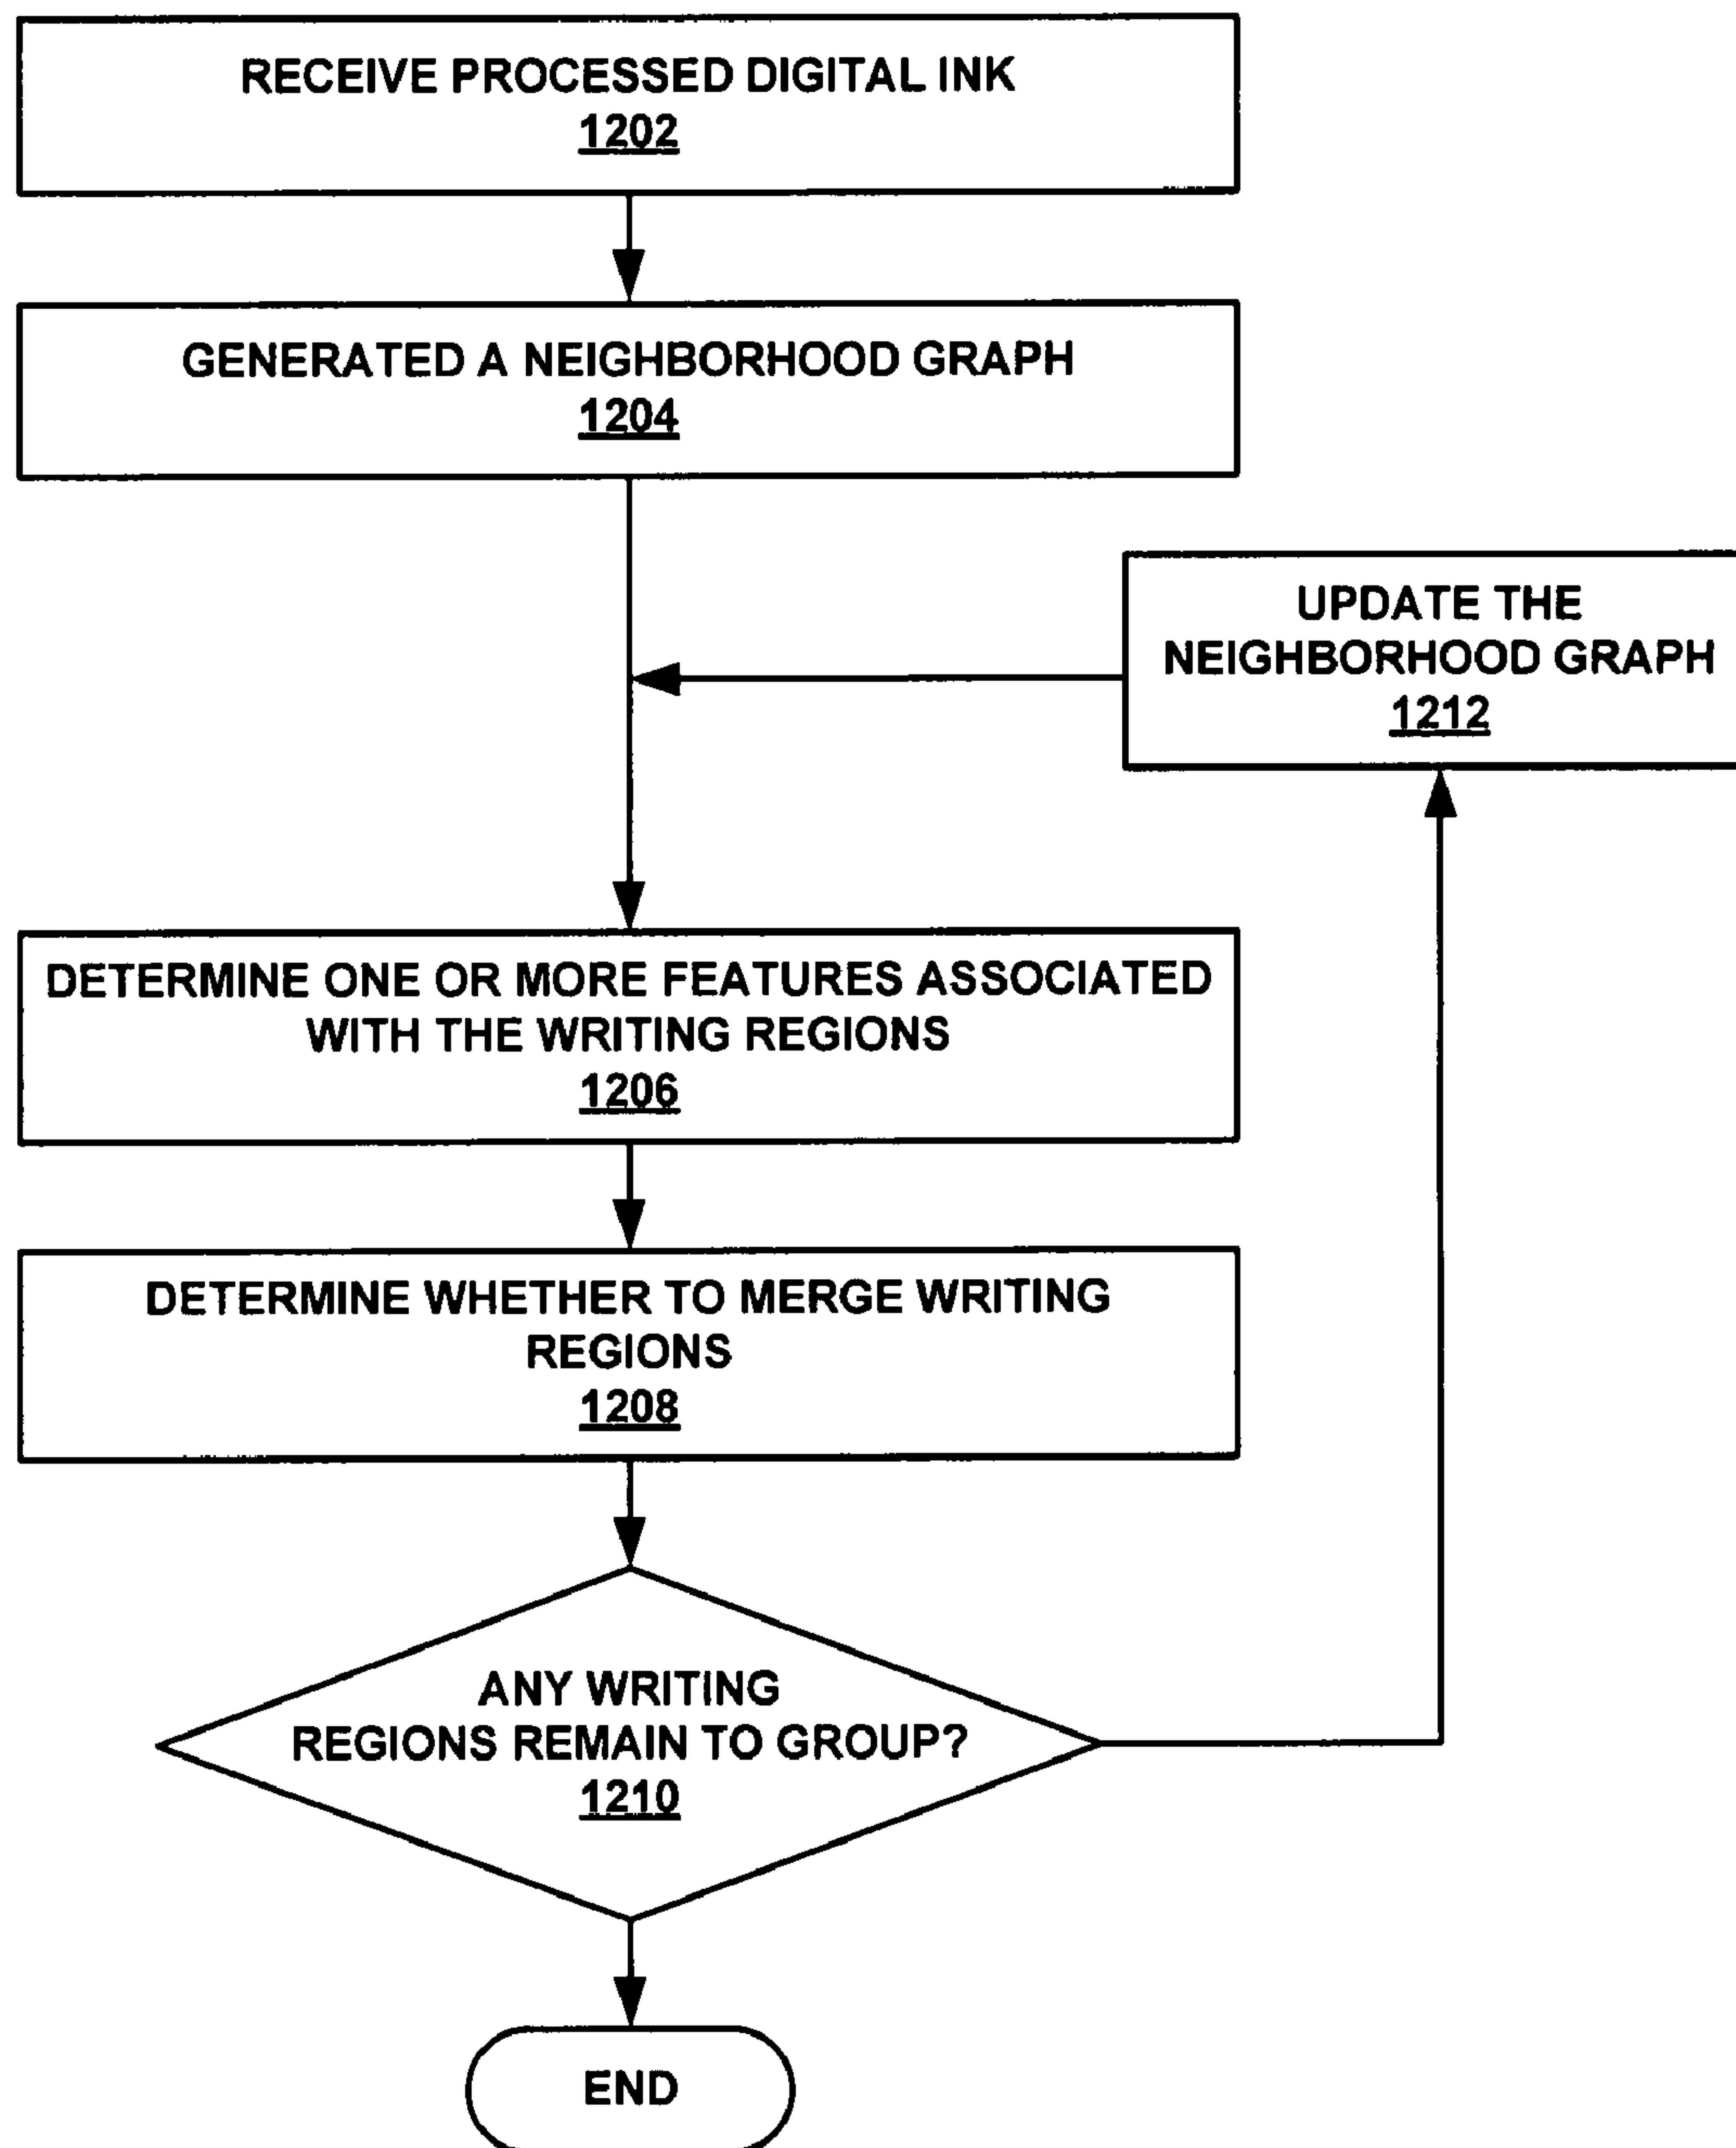 RECEIVE PROCESSED DIGITAL INK
1202
GENERATED A NEIGHBORHOOD GRAPH
1204
UPDATE THE
NEIGHBORHOOD GRAPH
1212
DETERMINE ONE OR MORE FEATURES ASSOCIATED
WITH THE WRITING REGIONS
1206
DETERMINE WHETHER TO MERGE WRITING
REGIONS
1208
ANY WRITING
REGIONS REMAIN TO GROUP?
1210
END